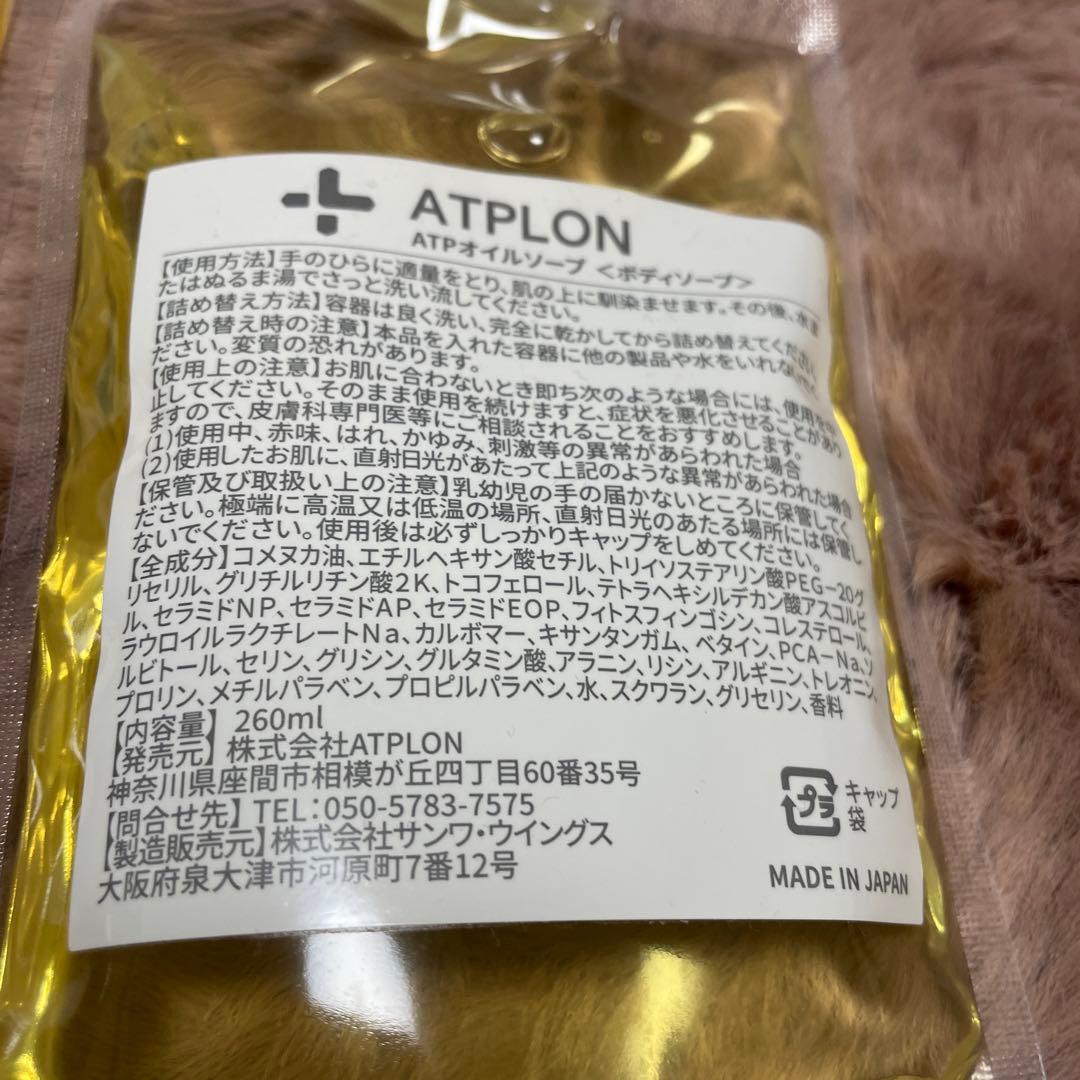 ATPLON
ATPオイルソープ <ボディソープ>
【使用方法】手のひらに適量をとり、肌の上に馴染ませます。その後、水ま
たはぬるま湯でさっと洗い流してください。
【詰め替え方法】容器は良く洗い、完全に乾かしてから詰め替えてください
【詰め替え時の注意】本品を入れた容器に他の製品や水をいれない
ださい。変質の恐れがあります。
【使用上の注意】お肌に合わないとき即ち次のような場合には、使用を
止してください。そのまま使用を続けますと、症状を悪化させることがあり
ますので、皮膚科専門医等にご相談されることをおすすめします。
(1)使用中、赤味、はれ、かゆみ、刺激等の異常があらわれた場合
(2)使用したお肌に、直射日光があたって上記のような異常があらわれた場合
【保管及び取扱い上の注意】乳幼児の手の届かないところに保管してく
ださい。極端に高温又は低温の場所、直射日光のあたる場所には保管し
ないでください。使用後は必ずしっかりキャップをしめてください。
【全成分】コメヌカ油、エチルヘキサン酸セチル、トリイソステアリン酸PEG-20グ
リセリル、グリチルリチン酸2K、トコフェロール、テトラヘキシルデカン酸アスコルビ
ル、セラミドNP、セラミドAP、セラミドEOP、フィトスフィンゴシン、コレステロール、
ラウロイルラクチレートNa、カルボマー、キサンタンガム、ベタイン、PCA-Na、ソ
ルビトール、セリン、グリシン、グルタミン酸、アラニン、リシン、アルギニン、トレオニン、
プロリン、メチルパラベン、プロピルパラベン、水、スクワラン、グリセリン、香料
【内容量】 260ml
【発売元】 株式会社ATPLON
神奈川県座間市相模が丘四丁目60番35号
【問合せ先】 TEL:050-5783-7575
【製造販売元】 株式会社サンワ・ウイングス
大阪府泉大津市河原町7番12号
プラ
キャップ
袋
MADE IN JAPAN